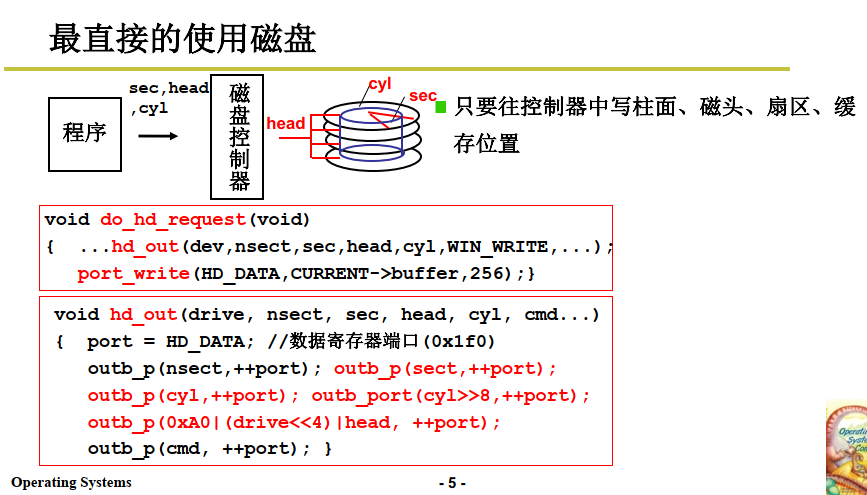 最直接的使用磁盘
sec,head
,cyl
程序
磁盘控制器
head
cyl
sec
只要往控制器中写柱面、磁头、扇区、缓
存位置
void do_hd_request(void)
{ ...hd_out(dev,nsect,sec,head,cyl,WIN_WRITE,...);
port_write(HD_DATA,CURRENT->buffer,256);}
void hd_out(drive, nsect, sec, head, cyl, cmd...)
{ port = HD_DATA; //数据寄存器端口(0x1f0)
outb_p(nsect,++port); outb_p(sect,++port);
outb_p(cyl,++port); outb_port(cyl>>8,++port);
outb_p(0xA0|(drive<<4)|head, ++port);
outb_p(cmd, ++port); }
Operating Systems
- 5 -